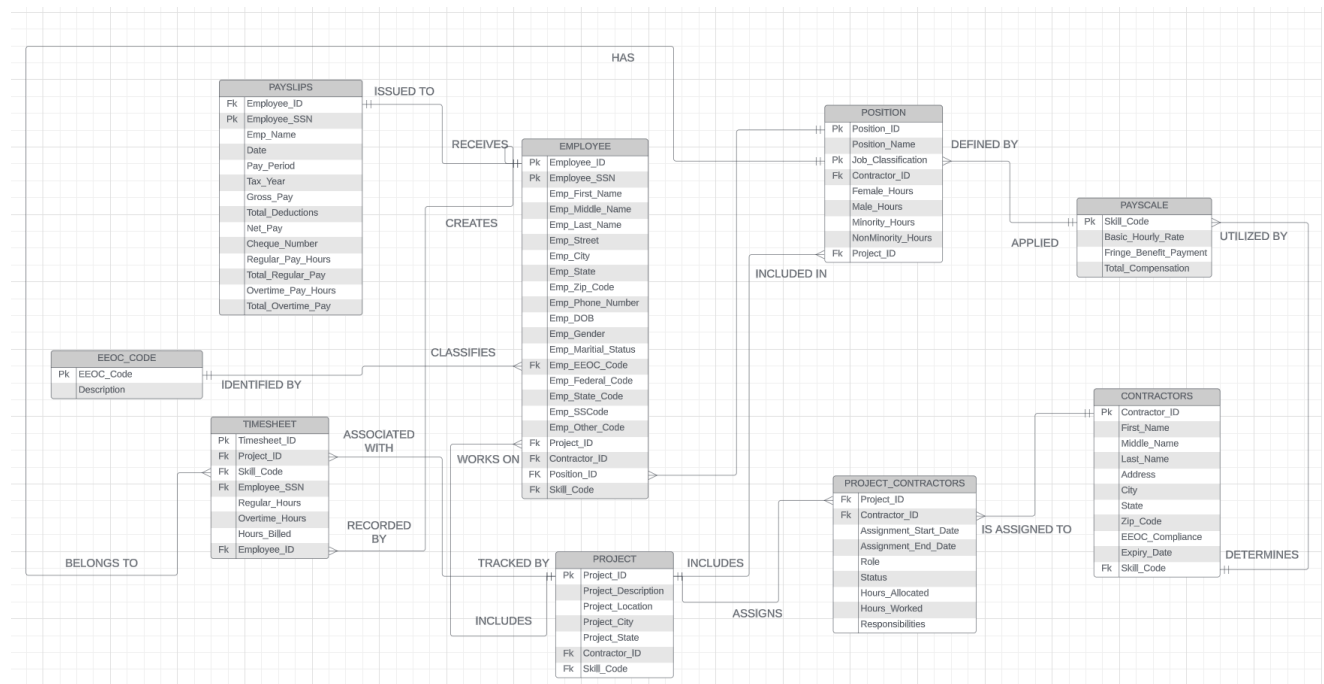 HAS
PAYSLIPS
Fk Employee_ID
Pk Employee_SSN
Emp_Name
Date
Pay_Period
Tax_Year
Gross_Pay
Total_Deductions
Net_Pay
Cheque_Number
Regular_Pay_Hours
Total_Regular_Pay
Overtime_Pay_Hours
Total_Overtime_Pay
ISSUED TO
RECEIVES
CREATES
EMPLOYEE
Pk Employee_ID
Pk Employee_SSN
Emp_First_Name
Emp_Middle_Name
Emp_Last_Name
Emp_Street
Emp_City
Emp_State
Emp_Zip_Code
Emp_Phone_Number
Emp_DOB
Emp_Gender
Emp_Maritial_Status
Fk Emp_EEOC_Code
Emp_Federal_Code
Emp_State_Code
Emp_SSCode
Emp_Other_Code
Fk Project_ID
Fk Contractor_ID
FK Position_ID
Fk Skill_Code
POSITION
Pk Position_ID
Position_Name
Pk Job_Classification
Fk Contractor_ID
Female_Hours
Male_Hours
Minority_Hours
NonMinority_Hours
Fk Project_ID
DEFINED BY
APPLIED
INCLUDED IN
PAYSCALE
Pk Skill_Code
Basic_Hourly_Rate
Fringe_Benefit_Payment
Total_Compensation
UTILIZED BY
EEOC_CODE
Pk EEOC_Code
Description
IDENTIFIED BY
CLASSIFIES
TIMESHEET
Pk Timesheet_ID
Fk Project_ID
Fk Skill_Code
Fk Employee_SSN
Regular_Hours
Overtime_Hours
Hours_Billed
Fk Employee_ID
ASSOCIATED
WITH
WORKS ON
RECORDED
BY
BELONGS TO
TRACKED BY
INCLUDES
PROJECT
Pk Project_ID
Project_Description
Project_Location
Project_City
Project_State
Fk Contractor_ID
Fk Skill_Code
INCLUDES
ASSIGNS
PROJECT_CONTRACTORS
Fk Project_ID
Fk Contractor_ID
Assignment_Start_Date
Assignment_End_Date
Role
Status
Hours_Allocated
Hours_Worked
Responsibilities
IS ASSIGNED TO
CONTRACTORS
Pk Contractor_ID
First_Name
Middle_Name
Last_Name
Address
City
State
Zip_Code
EEOC_Compliance
Expiry_Date
Fk Skill_Code
DETERMINES